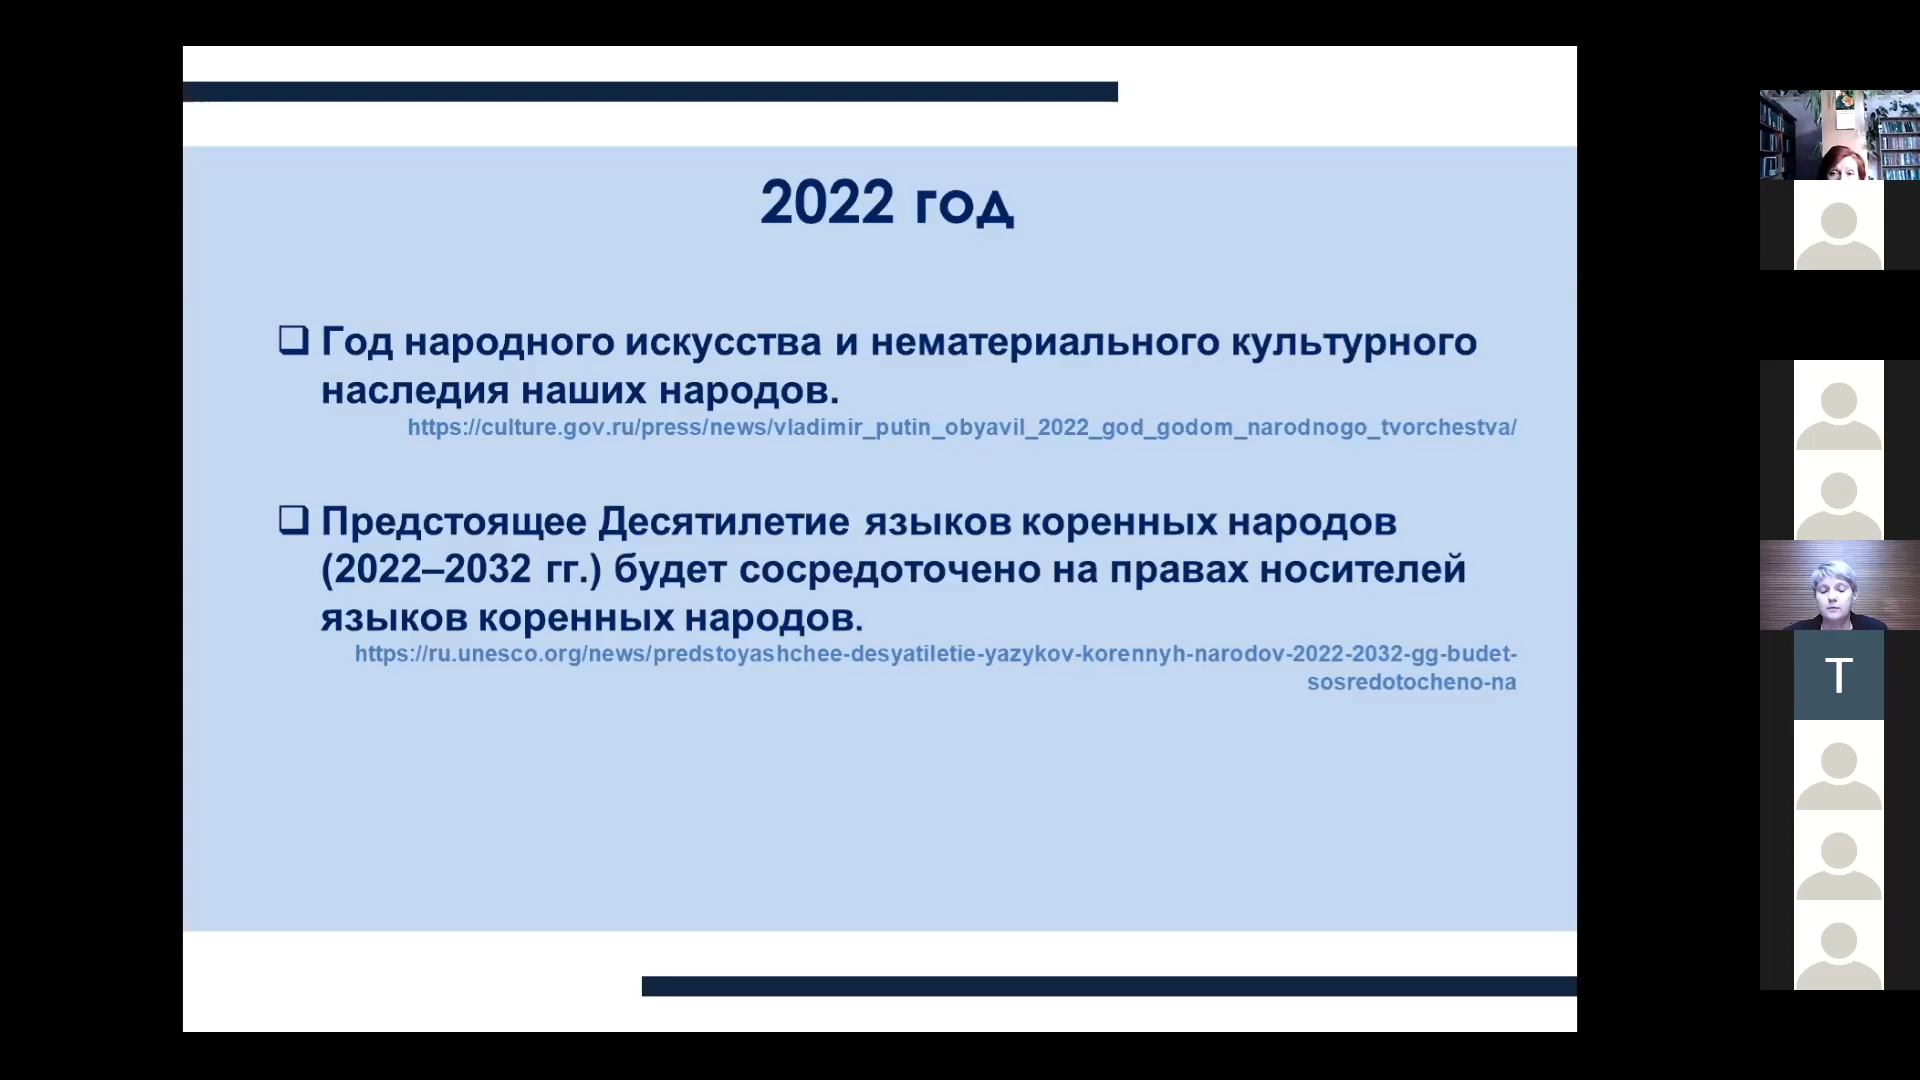 2022 год
Год народного искусства и нематериального культурного
наследия наших народов.
https://culture.gov.ru/press/news/vladimir_putin_obyavil_2022_god_godom_narodnogo_tvorchestva/
Предстоящее Десятилетие языков коренных народов
(2022–2032 гг.) будет сосредоточено на правах носителей
языков коренных народов.
https://ru.unesco.org/news/predstoyashchee-desyatiletie-yazykov-korennyh-narodov-2022-2032-gg-budet-
sosredotocheno-na
T